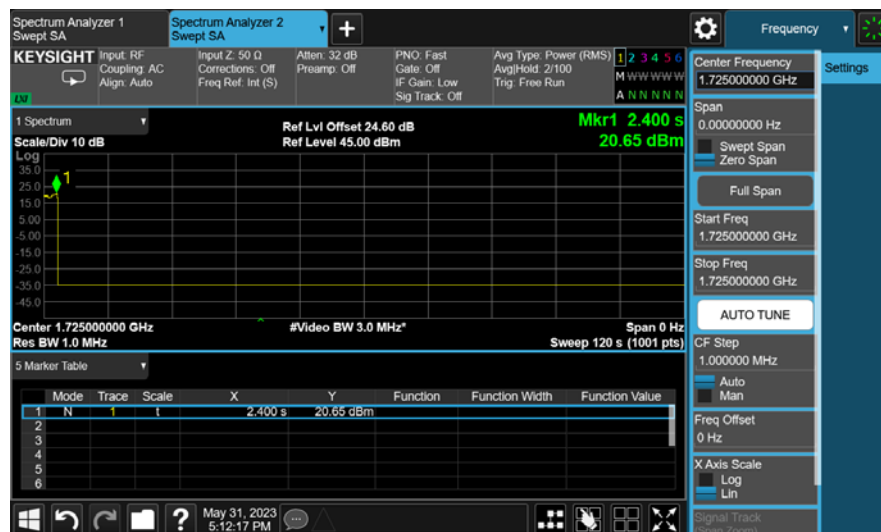 Spectrum Analyzer 1
Swept SA
Spectrum Analyzer 2
Swept SA
Frequency
KEYSIGHT
Input: RF
Coupling: AC
Align: Auto
Input Z: 50 Ω
Corrections: Off
Freq Ref: Int (S)
Atten: 32 dB
Preamp: Off
PNO: Fast
Gate: Off
IF Gain: Low
Sig Track: Off
Avg Type: Power (RMS)
Avg|Hold: 2/100
Trig: Free Run
1 2 3 4 5 6
M W W W W W
A N N N N N
LXI
1 Spectrum
Scale/Div 10 dB
Ref Lvl Offset 24.60 dB
Ref Level 45.00 dBm
Mkr1 2.400 s
20.65 dBm
Log
35.0
25.0
15.0
5.00
-5.00
-15.0
-25.0
-35.0
-45.0
1
Center 1.725000000 GHz
Res BW 1.0 MHz
#Video BW 3.0 MHz*
Span 0 Hz
Sweep 120 s (1001 pts)
5 Marker Table
Mode Trace Scale X Y Function Function Width Function Value
1 N 1 t 2.400 s 20.65 dBm
2
3
4
5
6
Center Frequency
1.725000000 GHz
Settings
Span
0.00000000 Hz
Swept Span
Zero Span
Full Span
Start Freq
1.725000000 GHz
Stop Freq
1.725000000 GHz
AUTO TUNE
CF Step
1.000000 MHz
Auto
Man
Freq Offset
0 Hz
X Axis Scale
Log
Lin
Signal Track
(Span Zoom)
?
May 31, 2023
5:12:17 PM